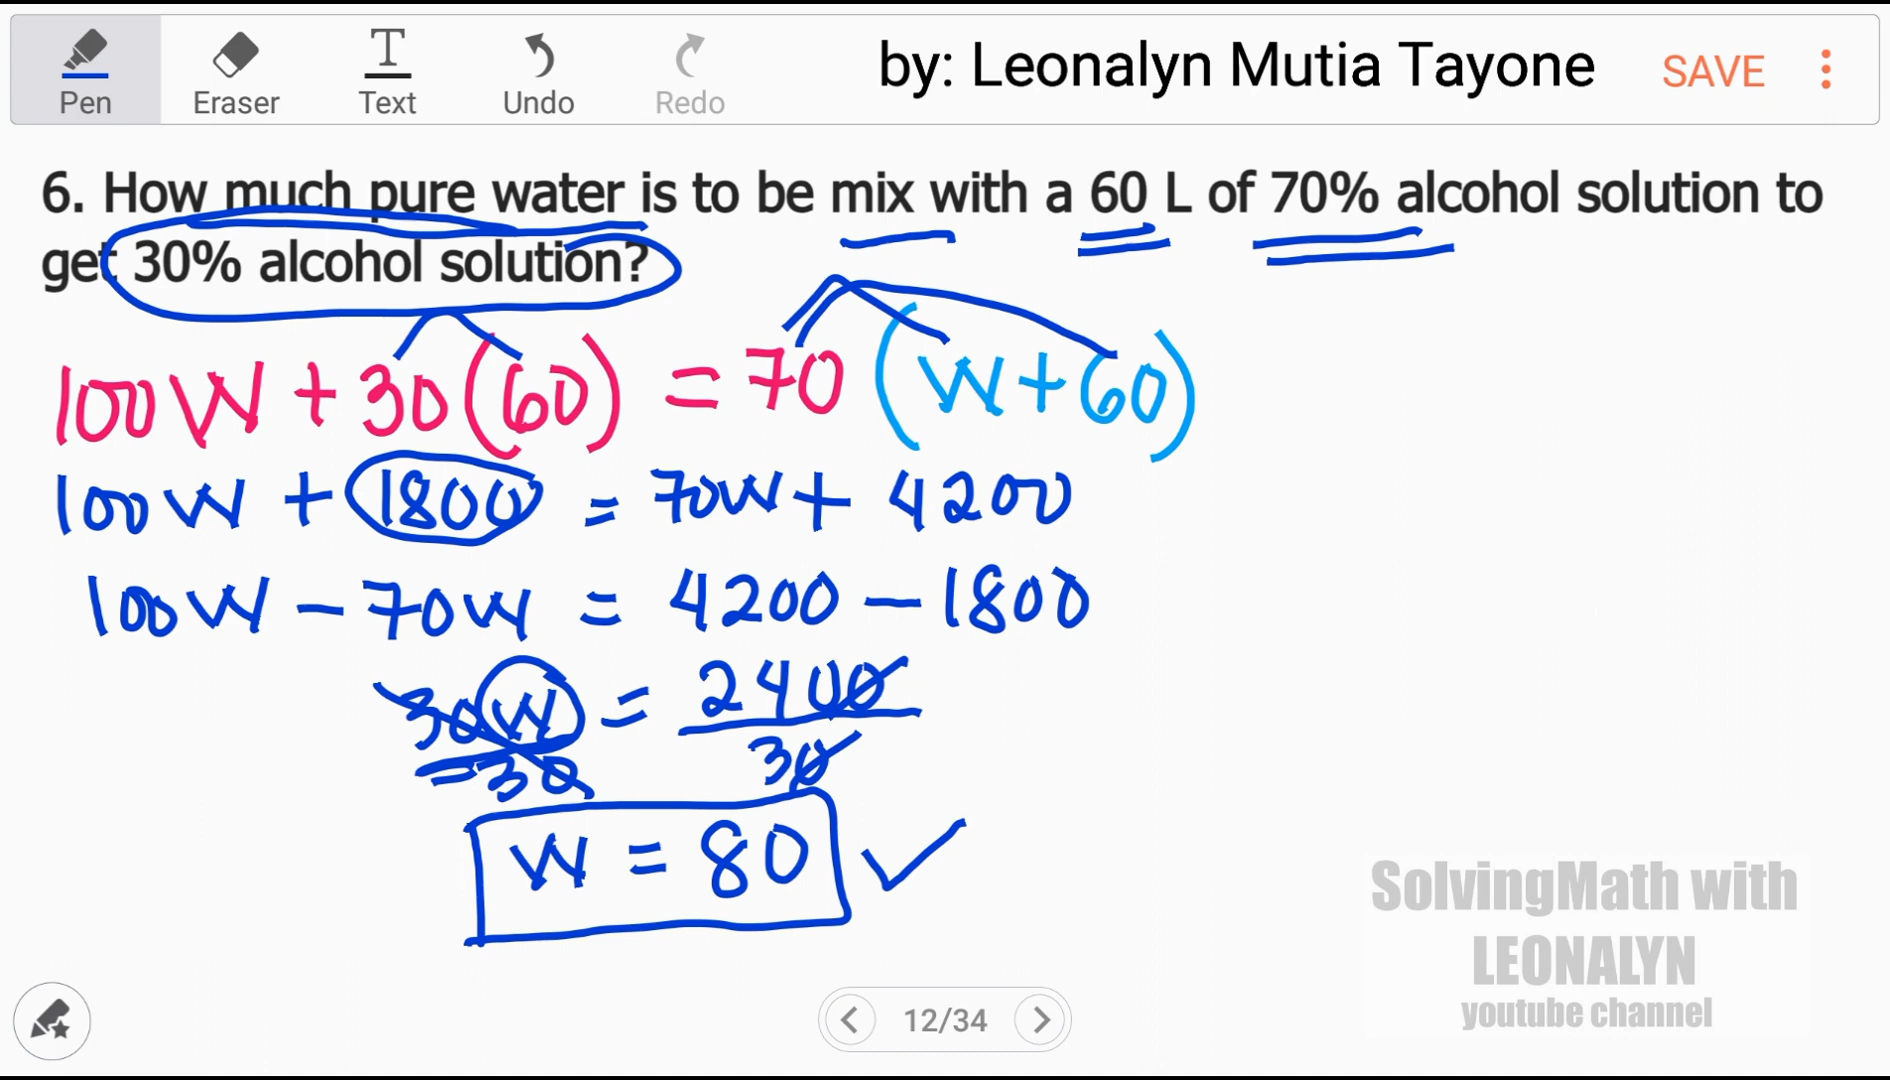 Pen Eraser Text Undo Redo by: Leonalyn Mutia Tayone SAVE
6. How much pure water is to be mix with a 60 L of 70% alcohol solution to
get 30% alcohol solution?
100W + 30(60) = 70(W+60)
100W + 1800 = 70W + 4200
100W - 70W = 4200 - 1800
30W = 2400
30 30
W = 80
SolvingMath with
LEONALYN
youtube channel
12/34